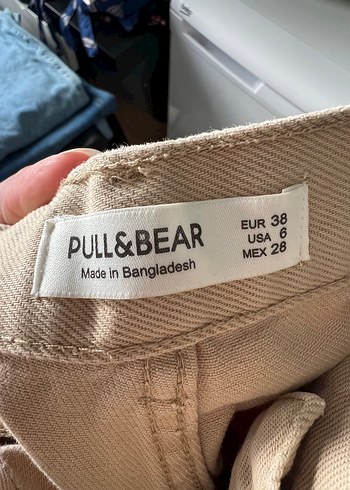 PULL&BEAR
Made in Bangladesh
EUR 38
USA 6
MEX 28